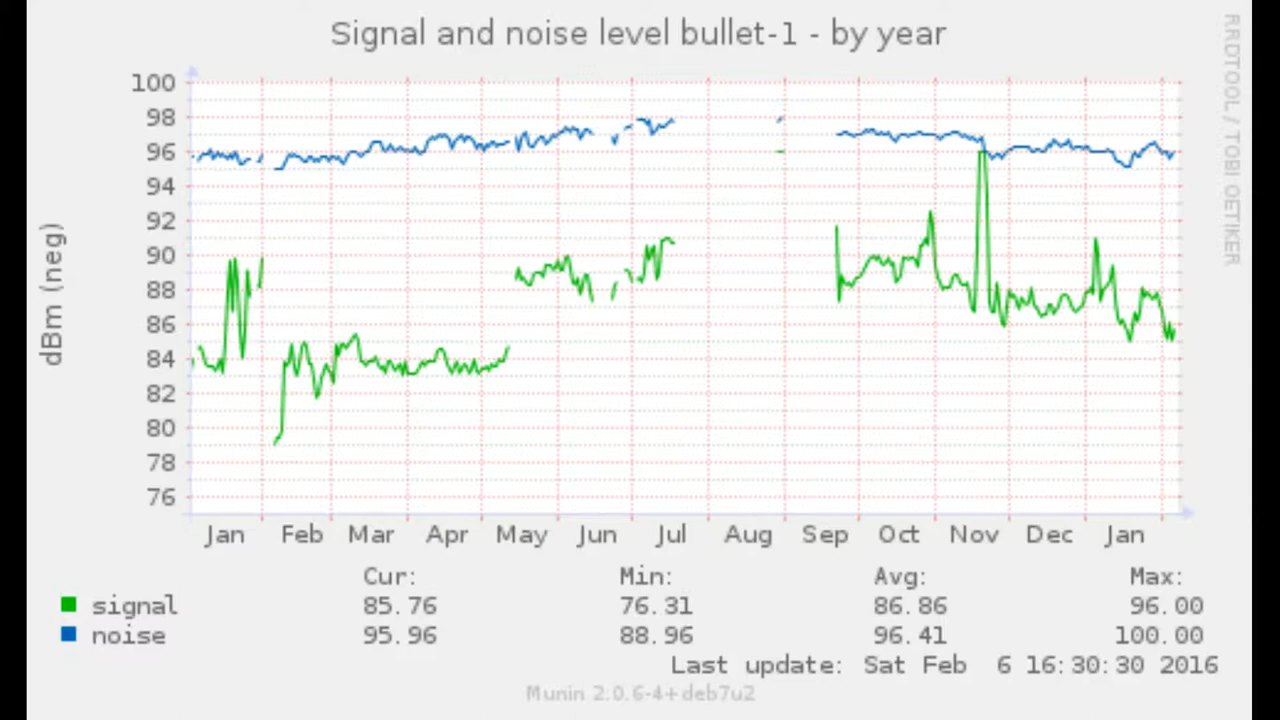 Signal and noise level bullet-1 - by year
RRDTOOL / TOBI OETIKER
dBm (neg)
100
98
96
94
92
90
88
86
84
82
80
78
76
Jan Feb Mar Apr May Jun Jul Aug Sep Oct Nov Dec Jan
Cur: Min: Avg: Max:
signal 85.76 76.31 86.86 96.00
noise 95.96 88.96 96.41 100.00
Last update: Sat Feb 6 16:30:30 2016
Munin 2.0.6-4+deb7u2